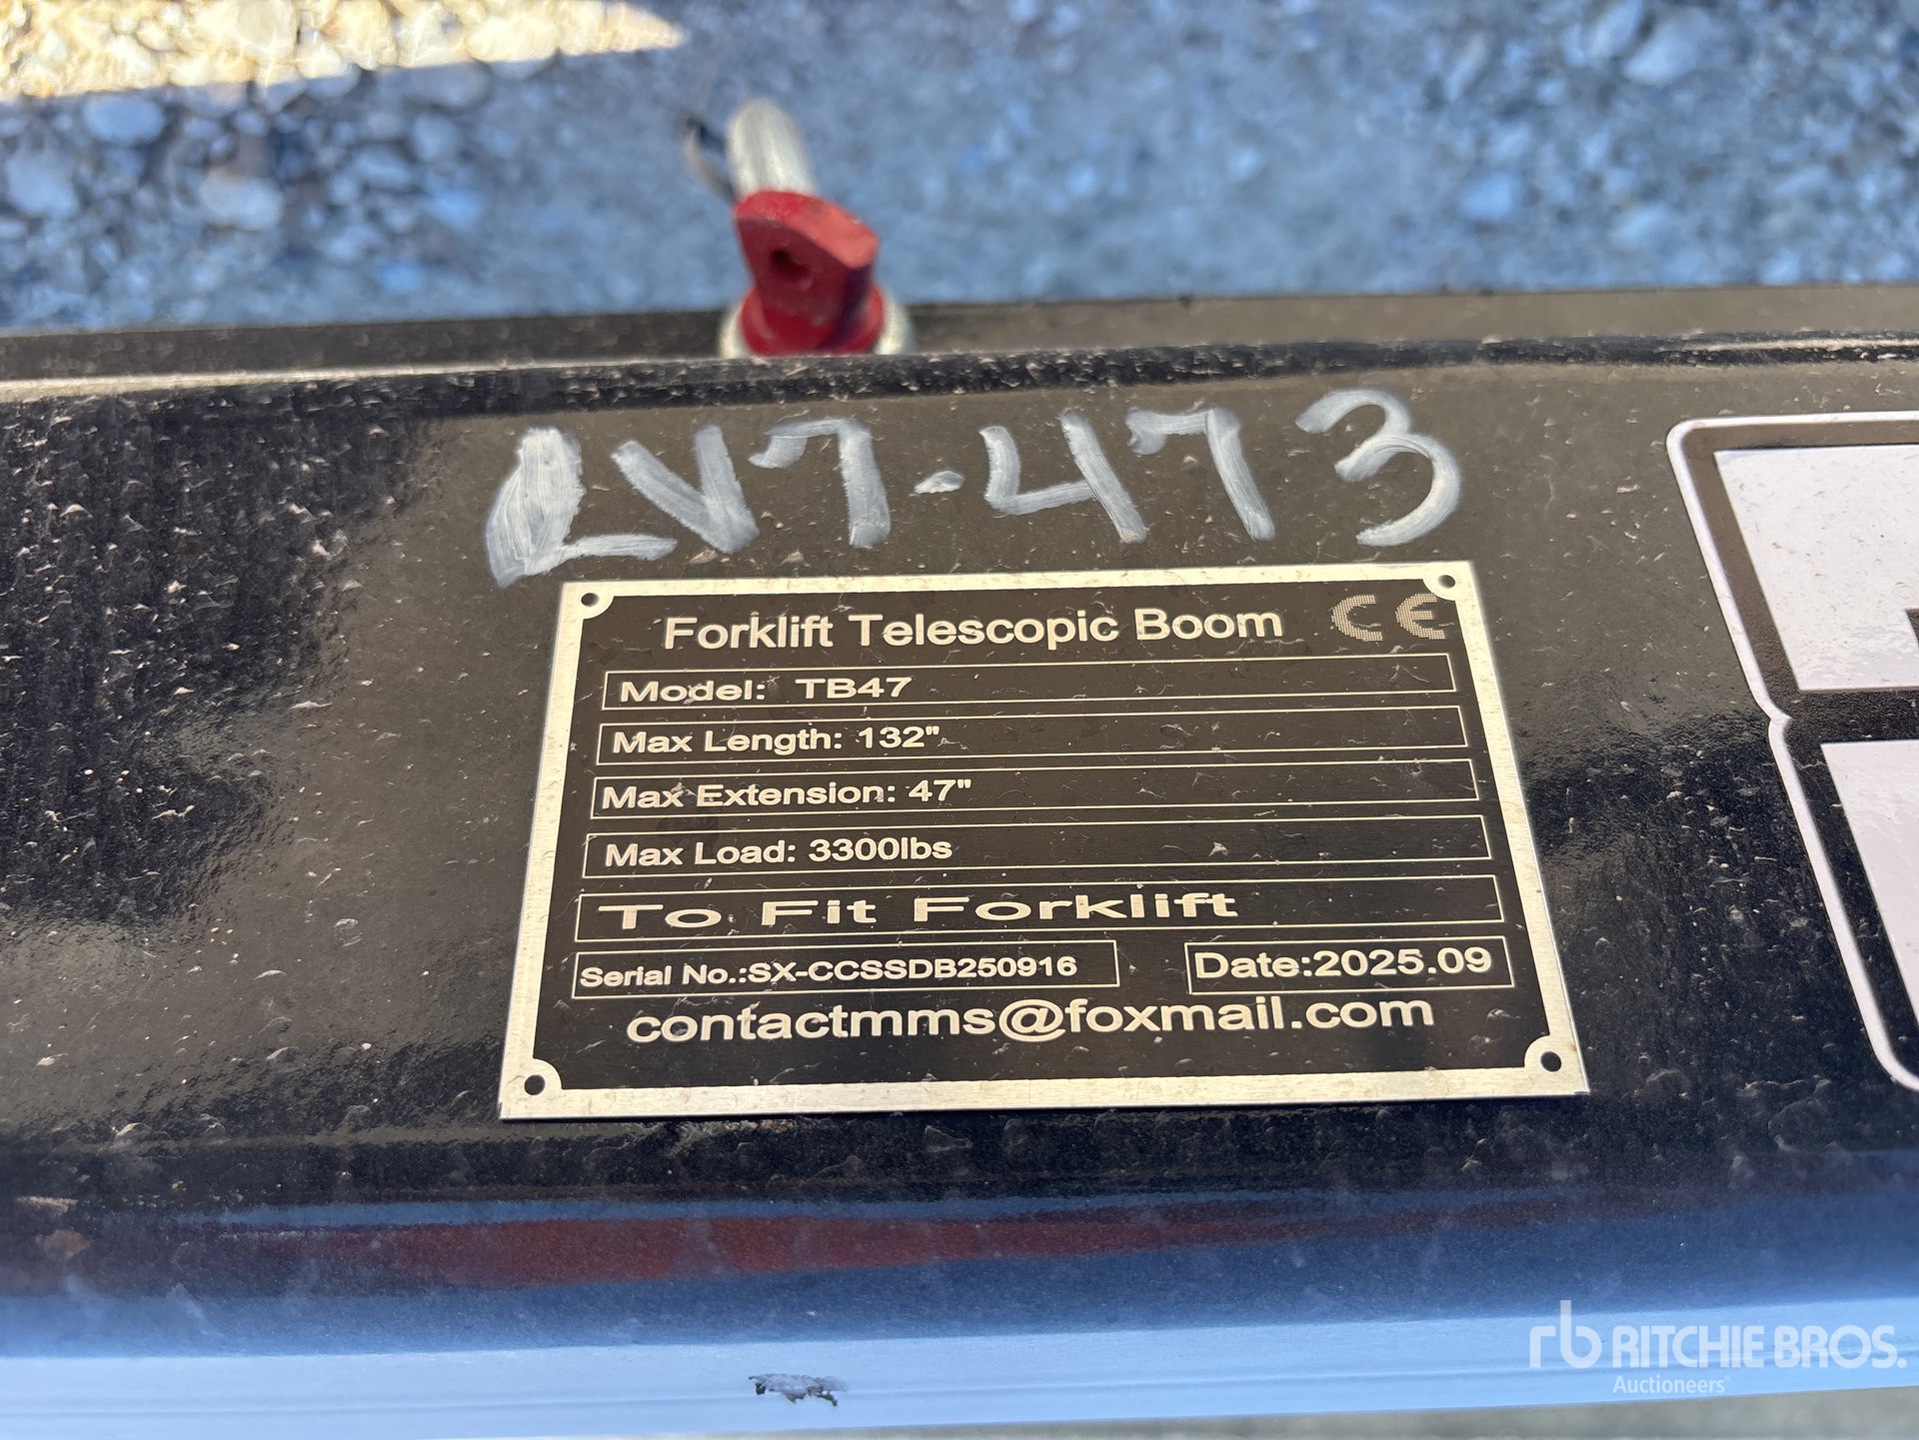 LV7-473
Forklift Telescopic Boom CE
Model: TB47
Max Length: 132"
Max Extension: 47"
Max Load: 3300lbs
To Fit Forklift
Serial No.:SX-CCSSDB250916 Date:2025.09
contactmms@foxmail.com
rb RITCHIE BROS.
Auctioneers